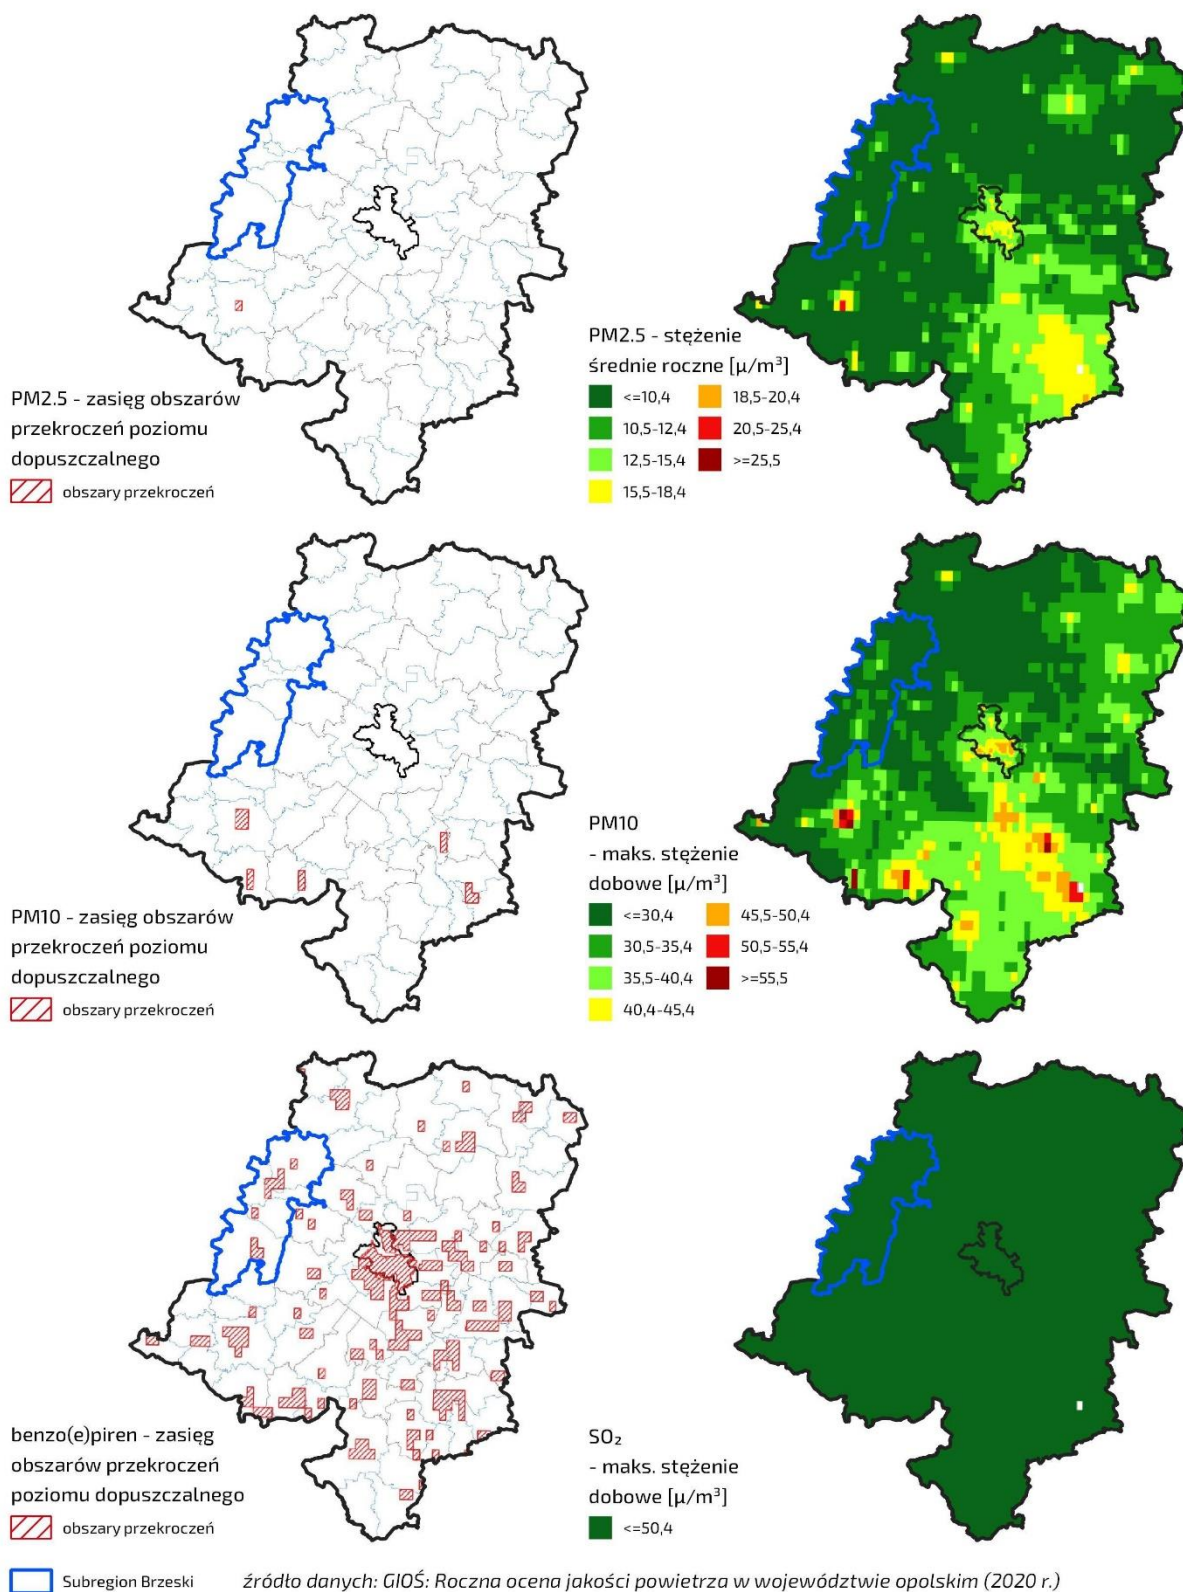 PM2.5 - zasięg obszarów
przekroczeń poziomu
dopuszczalnego
obszary przekroczeń
PM2.5 - stężenie
średnie roczne [µ/m³]
<=10,4
10,5-12,4
12,5-15,4
15,5-18,4
18,5-20,4
20,5-25,4
>=25,5
PM10 - zasięg obszarów
przekroczeń poziomu
dopuszczalnego
obszary przekroczeń
PM10
- maks. stężenie
dobowe [µ/m³]
<=30,4
30,5-35,4
35,5-40,4
40,4-45,4
45,5-50,4
50,5-55,4
>=55,5
benzo(e)piren - zasięg
obszarów przekroczeń
poziomu dopuszczalnego
obszary przekroczeń
SO₂
- maks. stężenie
dobowe [µ/m³]
<=50,4
Subregion Brzeski
źródło danych: GIOŚ: Roczna ocena jakości powietrza w województwie opolskim (2020 r.)